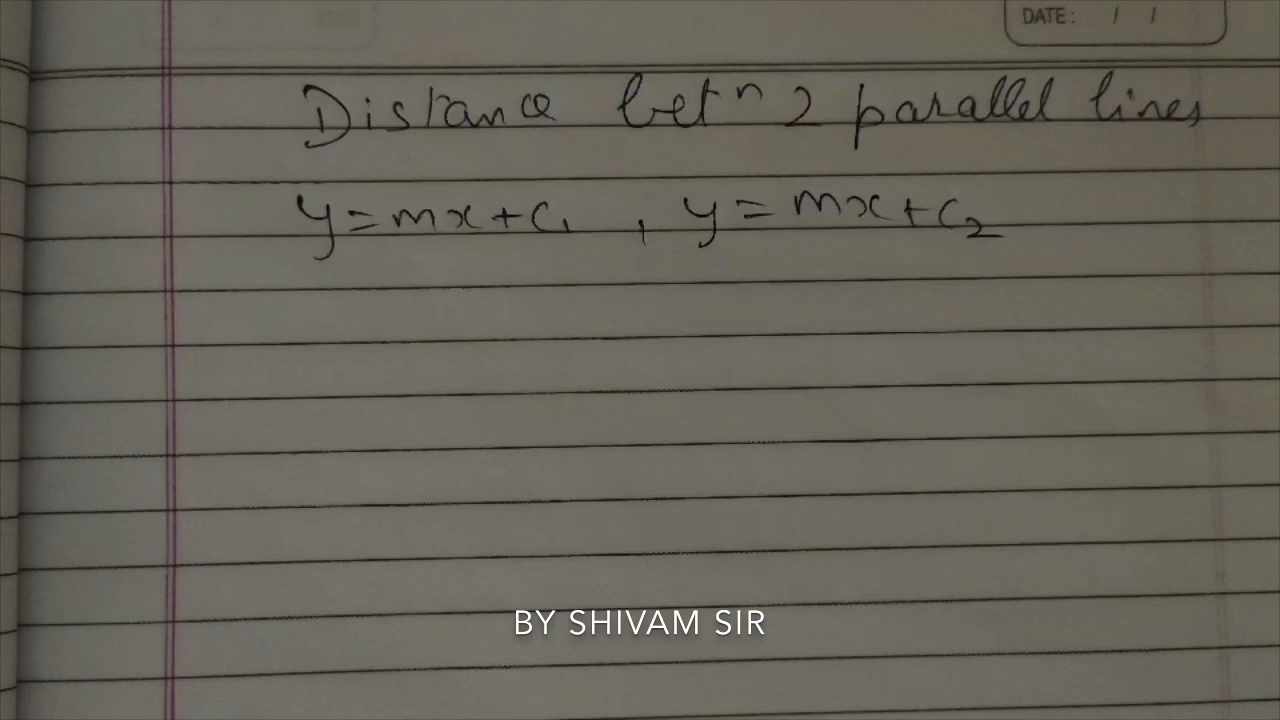 DATE: / /
Distance betⁿ 2 parallel lines
y=mx+c₁ , y=mx+c₂
BY SHIVAM SIR